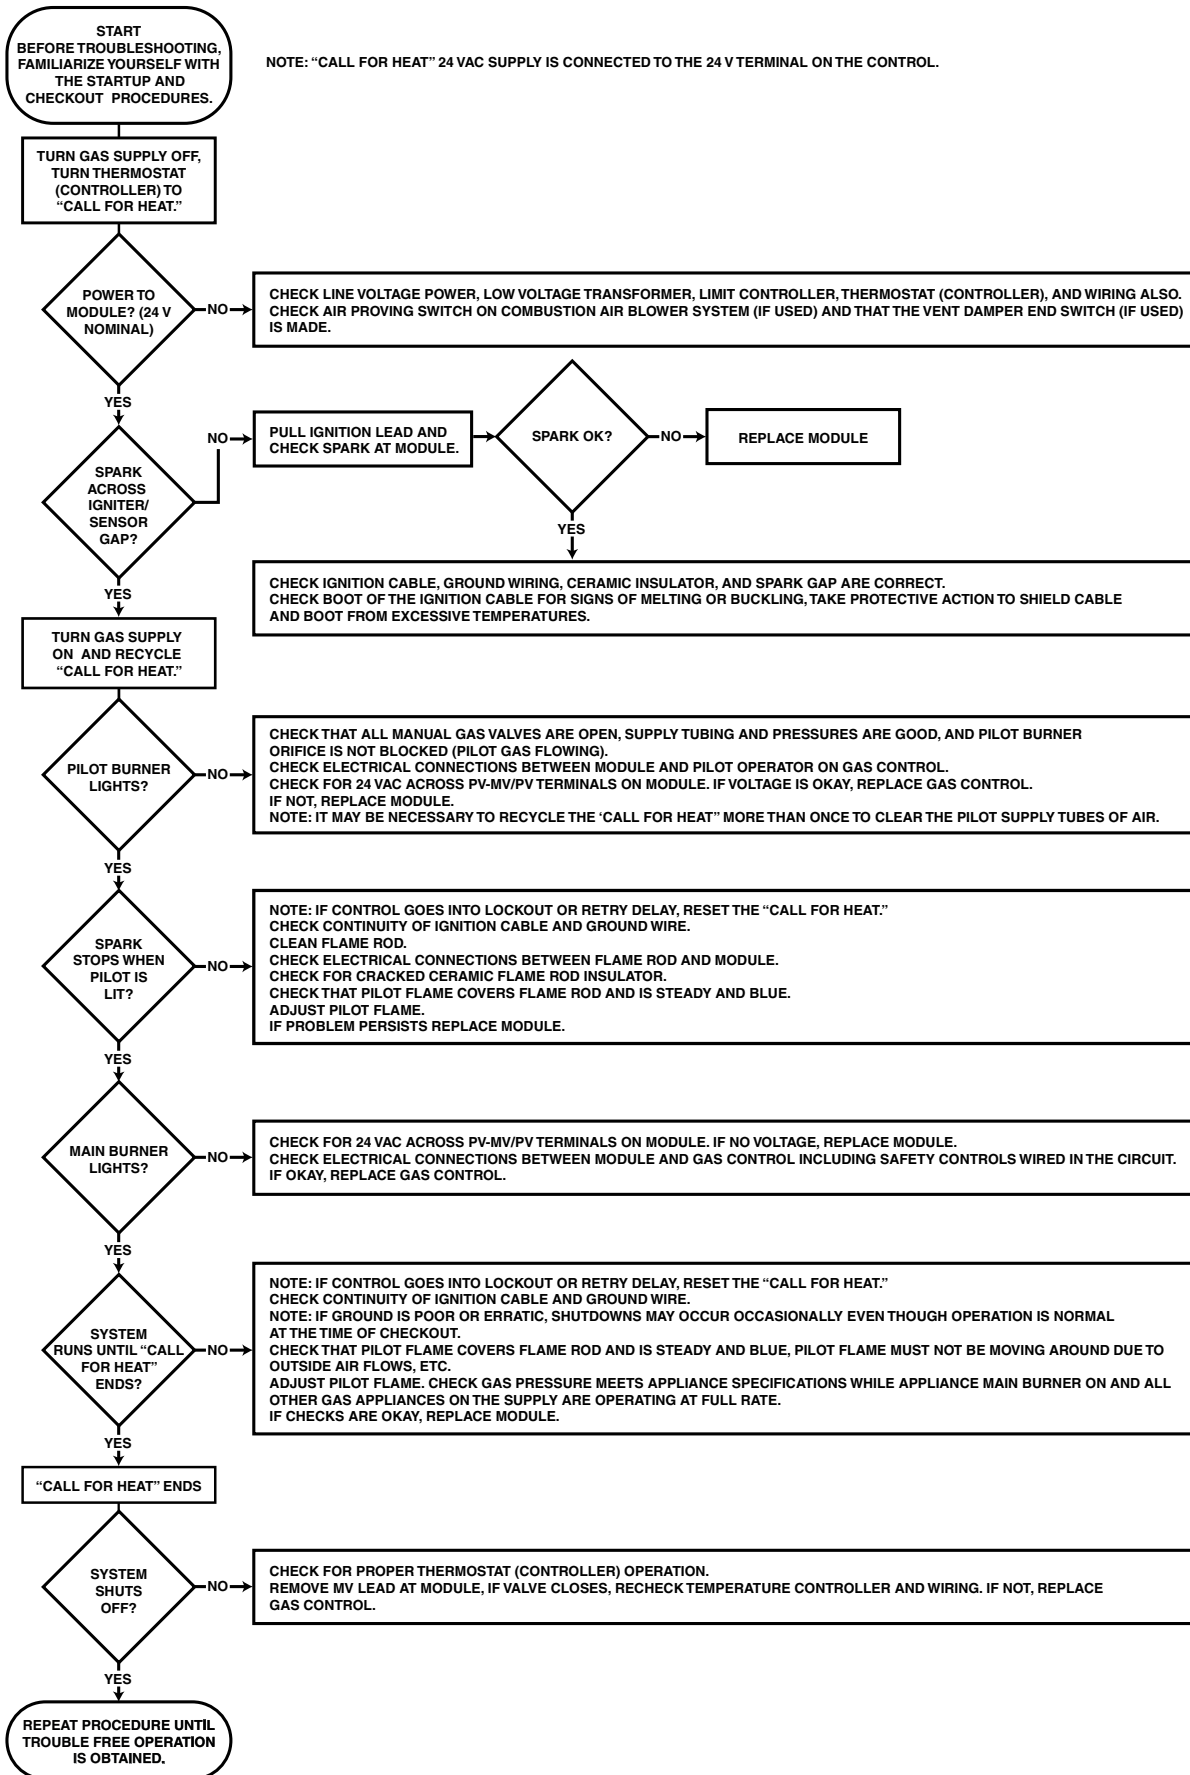 START
BEFORE TROUBLESHOOTING,
FAMILIARIZE YOURSELF WITH
THE STARTUP AND
CHECKOUT PROCEDURES.
NOTE: “CALL FOR HEAT” 24 VAC SUPPLY IS CONNECTED TO THE 24 V TERMINAL ON THE CONTROL.
TURN GAS SUPPLY OFF,
TURN THERMOSTAT
(CONTROLLER) TO
“CALL FOR HEAT.”
POWER TO
MODULE? (24 V
NOMINAL)
NO
CHECK LINE VOLTAGE POWER, LOW VOLTAGE TRANSFORMER, LIMIT CONTROLLER, THERMOSTAT (CONTROLLER), AND WIRING ALSO.
CHECK AIR PROVING SWITCH ON COMBUSTION AIR BLOWER SYSTEM (IF USED) AND THAT THE VENT DAMPER END SWITCH (IF USED)
IS MADE.
YES
SPARK
ACROSS
IGNITER/
SENSOR
GAP?
NO
PULL IGNITION LEAD AND
CHECK SPARK AT MODULE.
SPARK OK?
NO
REPLACE MODULE
YES
CHECK IGNITION CABLE, GROUND WIRING, CERAMIC INSULATOR, AND SPARK GAP ARE CORRECT.
CHECK BOOT OF THE IGNITION CABLE FOR SIGNS OF MELTING OR BUCKLING, TAKE PROTECTIVE ACTION TO SHIELD CABLE
AND BOOT FROM EXCESSIVE TEMPERATURES.
YES
TURN GAS SUPPLY
ON AND RECYCLE
“CALL FOR HEAT.”
PILOT BURNER
LIGHTS?
NO
CHECK THAT ALL MANUAL GAS VALVES ARE OPEN, SUPPLY TUBING AND PRESSURES ARE GOOD, AND PILOT BURNER
ORIFICE IS NOT BLOCKED (PILOT GAS FLOWING).
CHECK ELECTRICAL CONNECTIONS BETWEEN MODULE AND PILOT OPERATOR ON GAS CONTROL.
CHECK FOR 24 VAC ACROSS PV-MV/PV TERMINALS ON MODULE. IF VOLTAGE IS OKAY, REPLACE GAS CONTROL.
IF NOT, REPLACE MODULE.
NOTE: IT MAY BE NECESSARY TO RECYCLE THE ‘CALL FOR HEAT” MORE THAN ONCE TO CLEAR THE PILOT SUPPLY TUBES OF AIR.
YES
SPARK
STOPS WHEN
PILOT IS
LIT?
NO
NOTE: IF CONTROL GOES INTO LOCKOUT OR RETRY DELAY, RESET THE “CALL FOR HEAT.”
CHECK CONTINUITY OF IGNITION CABLE AND GROUND WIRE.
CLEAN FLAME ROD.
CHECK ELECTRICAL CONNECTIONS BETWEEN FLAME ROD AND MODULE.
CHECK FOR CRACKED CERAMIC FLAME ROD INSULATOR.
CHECK THAT PILOT FLAME COVERS FLAME ROD AND IS STEADY AND BLUE.
ADJUST PILOT FLAME.
IF PROBLEM PERSISTS REPLACE MODULE.
YES
MAIN BURNER
LIGHTS?
NO
CHECK FOR 24 VAC ACROSS PV-MV/PV TERMINALS ON MODULE. IF NO VOLTAGE, REPLACE MODULE.
CHECK ELECTRICAL CONNECTIONS BETWEEN MODULE AND GAS CONTROL INCLUDING SAFETY CONTROLS WIRED IN THE CIRCUIT.
IF OKAY, REPLACE GAS CONTROL.
YES
SYSTEM
RUNS UNTIL “CALL
FOR HEAT”
ENDS?
NO
NOTE: IF CONTROL GOES INTO LOCKOUT OR RETRY DELAY, RESET THE “CALL FOR HEAT.”
CHECK CONTINUITY OF IGNITION CABLE AND GROUND WIRE.
NOTE: IF GROUND IS POOR OR ERRATIC, SHUTDOWNS MAY OCCUR OCCASIONALLY EVEN THOUGH OPERATION IS NORMAL
AT THE TIME OF CHECKOUT.
CHECK THAT PILOT FLAME COVERS FLAME ROD AND IS STEADY AND BLUE, PILOT FLAME MUST NOT BE MOVING AROUND DUE TO
OUTSIDE AIR FLOWS, ETC.
ADJUST PILOT FLAME. CHECK GAS PRESSURE MEETS APPLIANCE SPECIFICATIONS WHILE APPLIANCE MAIN BURNER ON AND ALL
OTHER GAS APPLIANCES ON THE SUPPLY ARE OPERATING AT FULL RATE.
IF CHECKS ARE OKAY, REPLACE MODULE.
YES
“CALL FOR HEAT” ENDS
SYSTEM
SHUTS
OFF?
NO
CHECK FOR PROPER THERMOSTAT (CONTROLLER) OPERATION.
REMOVE MV LEAD AT MODULE, IF VALVE CLOSES, RECHECK TEMPERATURE CONTROLLER AND WIRING. IF NOT, REPLACE
GAS CONTROL.
YES
REPEAT PROCEDURE UNTIL
TROUBLE FREE OPERATION
IS OBTAINED.